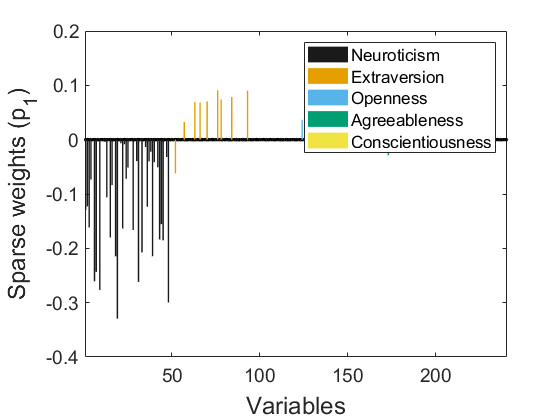 0.2
0.1
0
-0.1
-0.2
-0.3
-0.4
Sparse weights (p1)
Neuroticism
Extraversion
Openness
Agreeableness
Conscientiousness
50
100
150
200
Variables